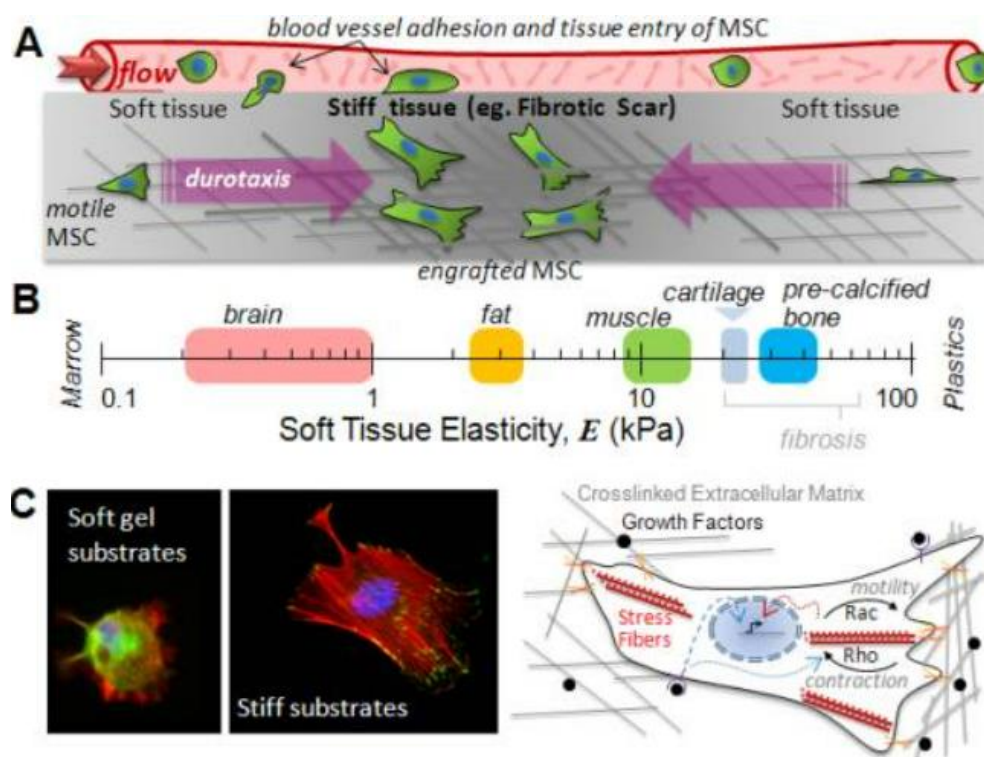 A
blood vessel adhesion and tissue entry of MSC
flow
Soft tissue
Stiff tissue (eg. Fibrotic Scar)
Soft tissue
durotaxis
motile
MSC
engrafted MSC
B
Marrow
brain
fat
muscle
cartilage
pre-calcified
bone
Plastics
0.1
1
10
100
Soft Tissue Elasticity, E (kPa)
fibrosis
C
Soft gel
substrates
Stiff substrates
Crosslinked Extracellular Matrix
Growth Factors
Stress
Fibers
motility
Rac
Rho
contraction